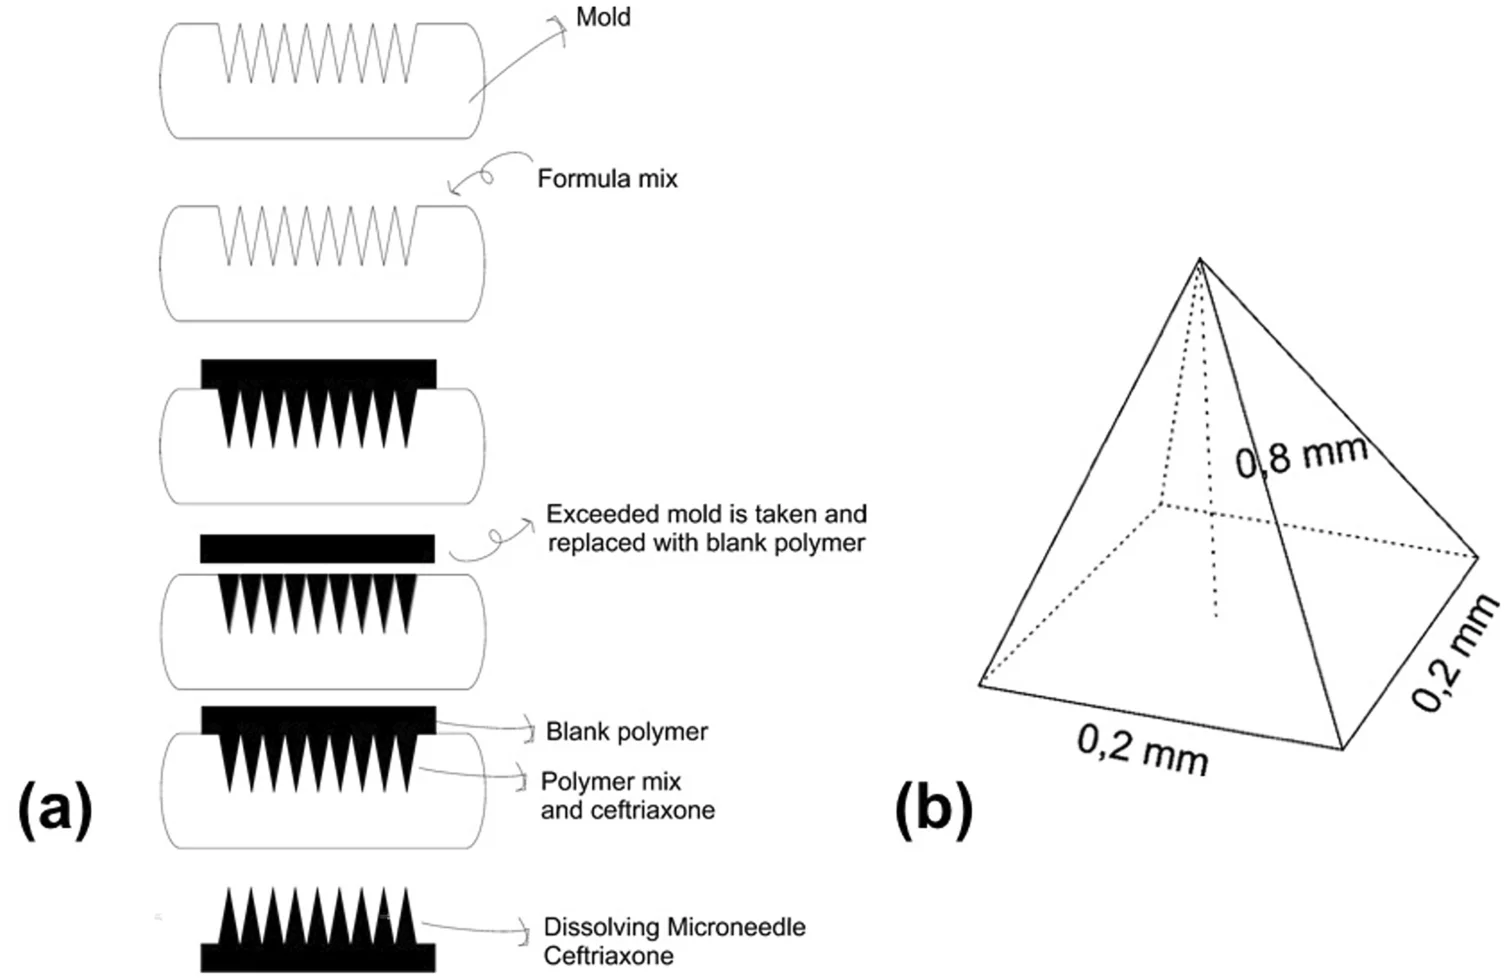 Mold
Formula mix
Exceeded mold is taken and
replaced with blank polymer
Blank polymer
Polymer mix
and ceftriaxone
Dissolving Microneedle
Ceftriaxone
(a)
0,8 mm
0,2 mm
0,2 mm
(b)